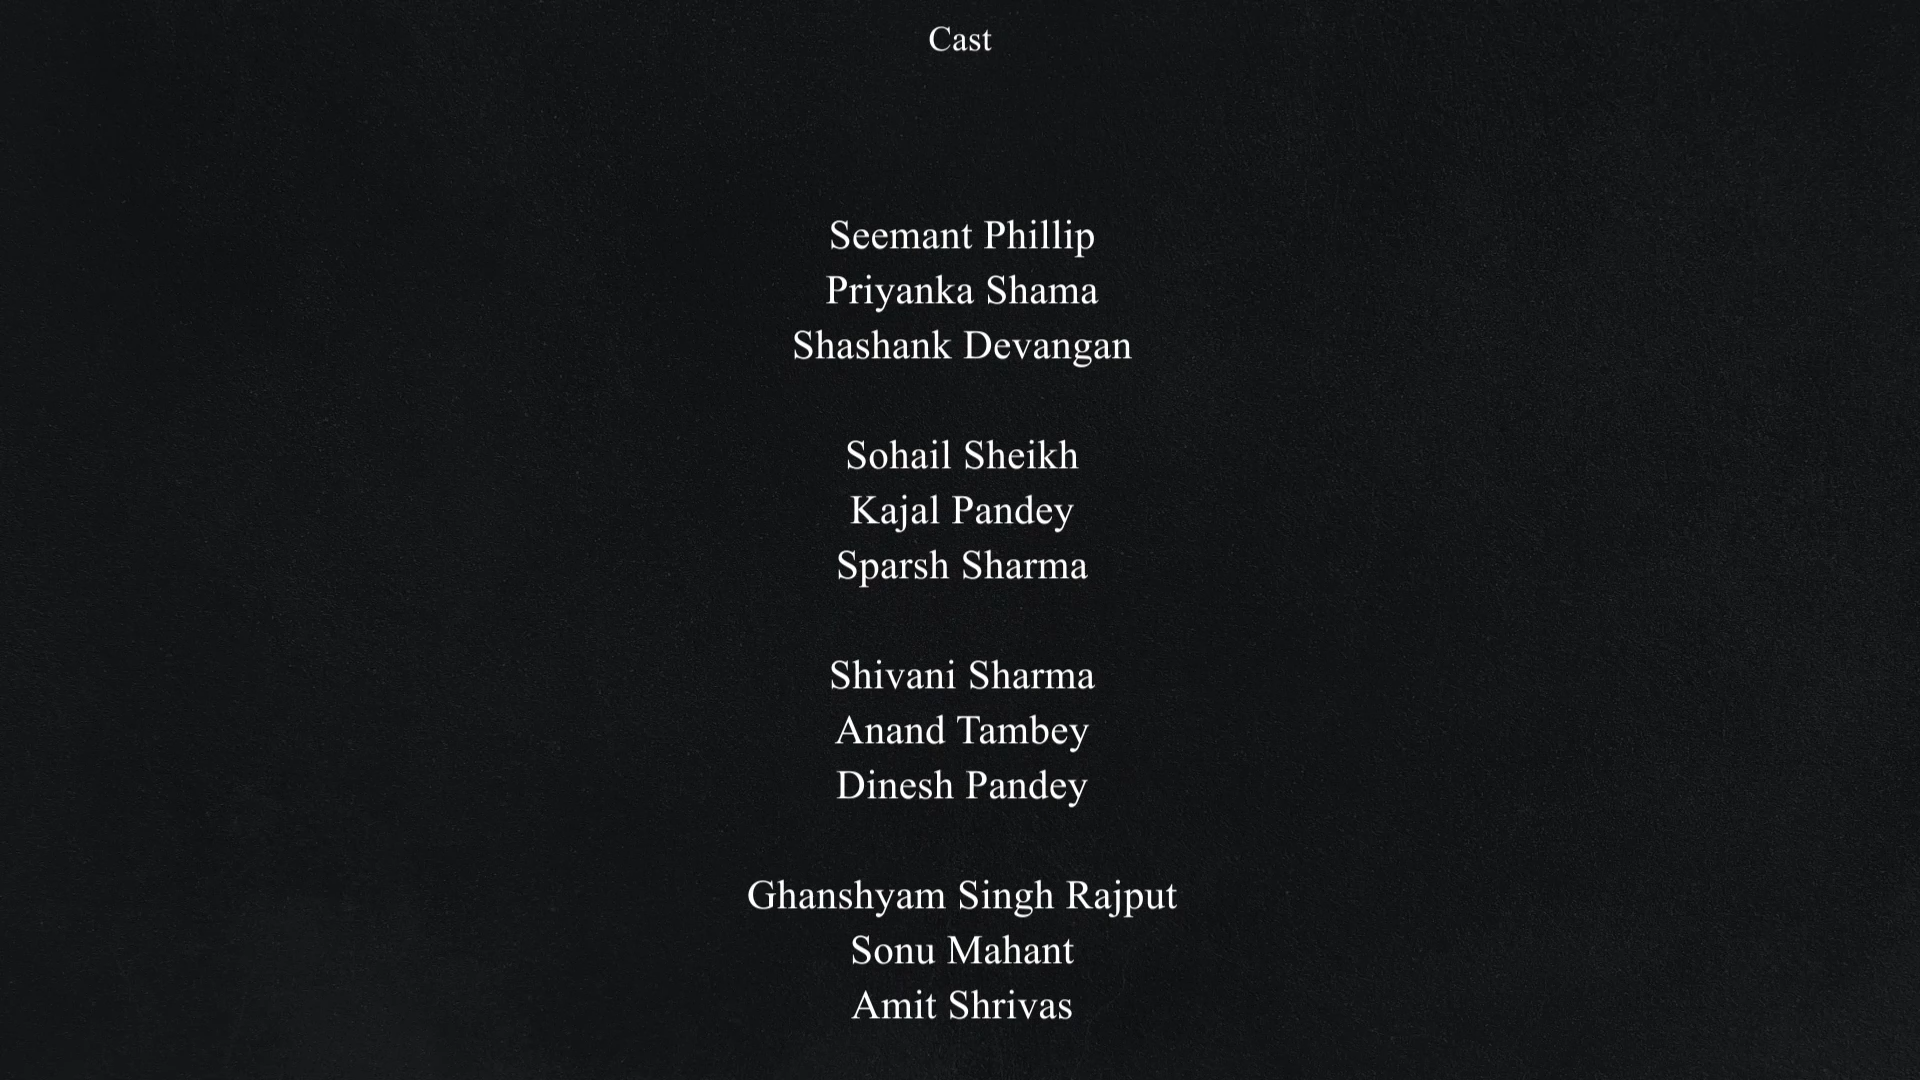 Cast
Seemant Phillip
Priyanka Shama
Shashank Devangan
Sohail Sheikh
Kajal Pandey
Sparsh Sharma
Shivani Sharma
Anand Tambey
Dinesh Pandey
Ghanshyam Singh Rajput
Sonu Mahant
Amit Shrivas